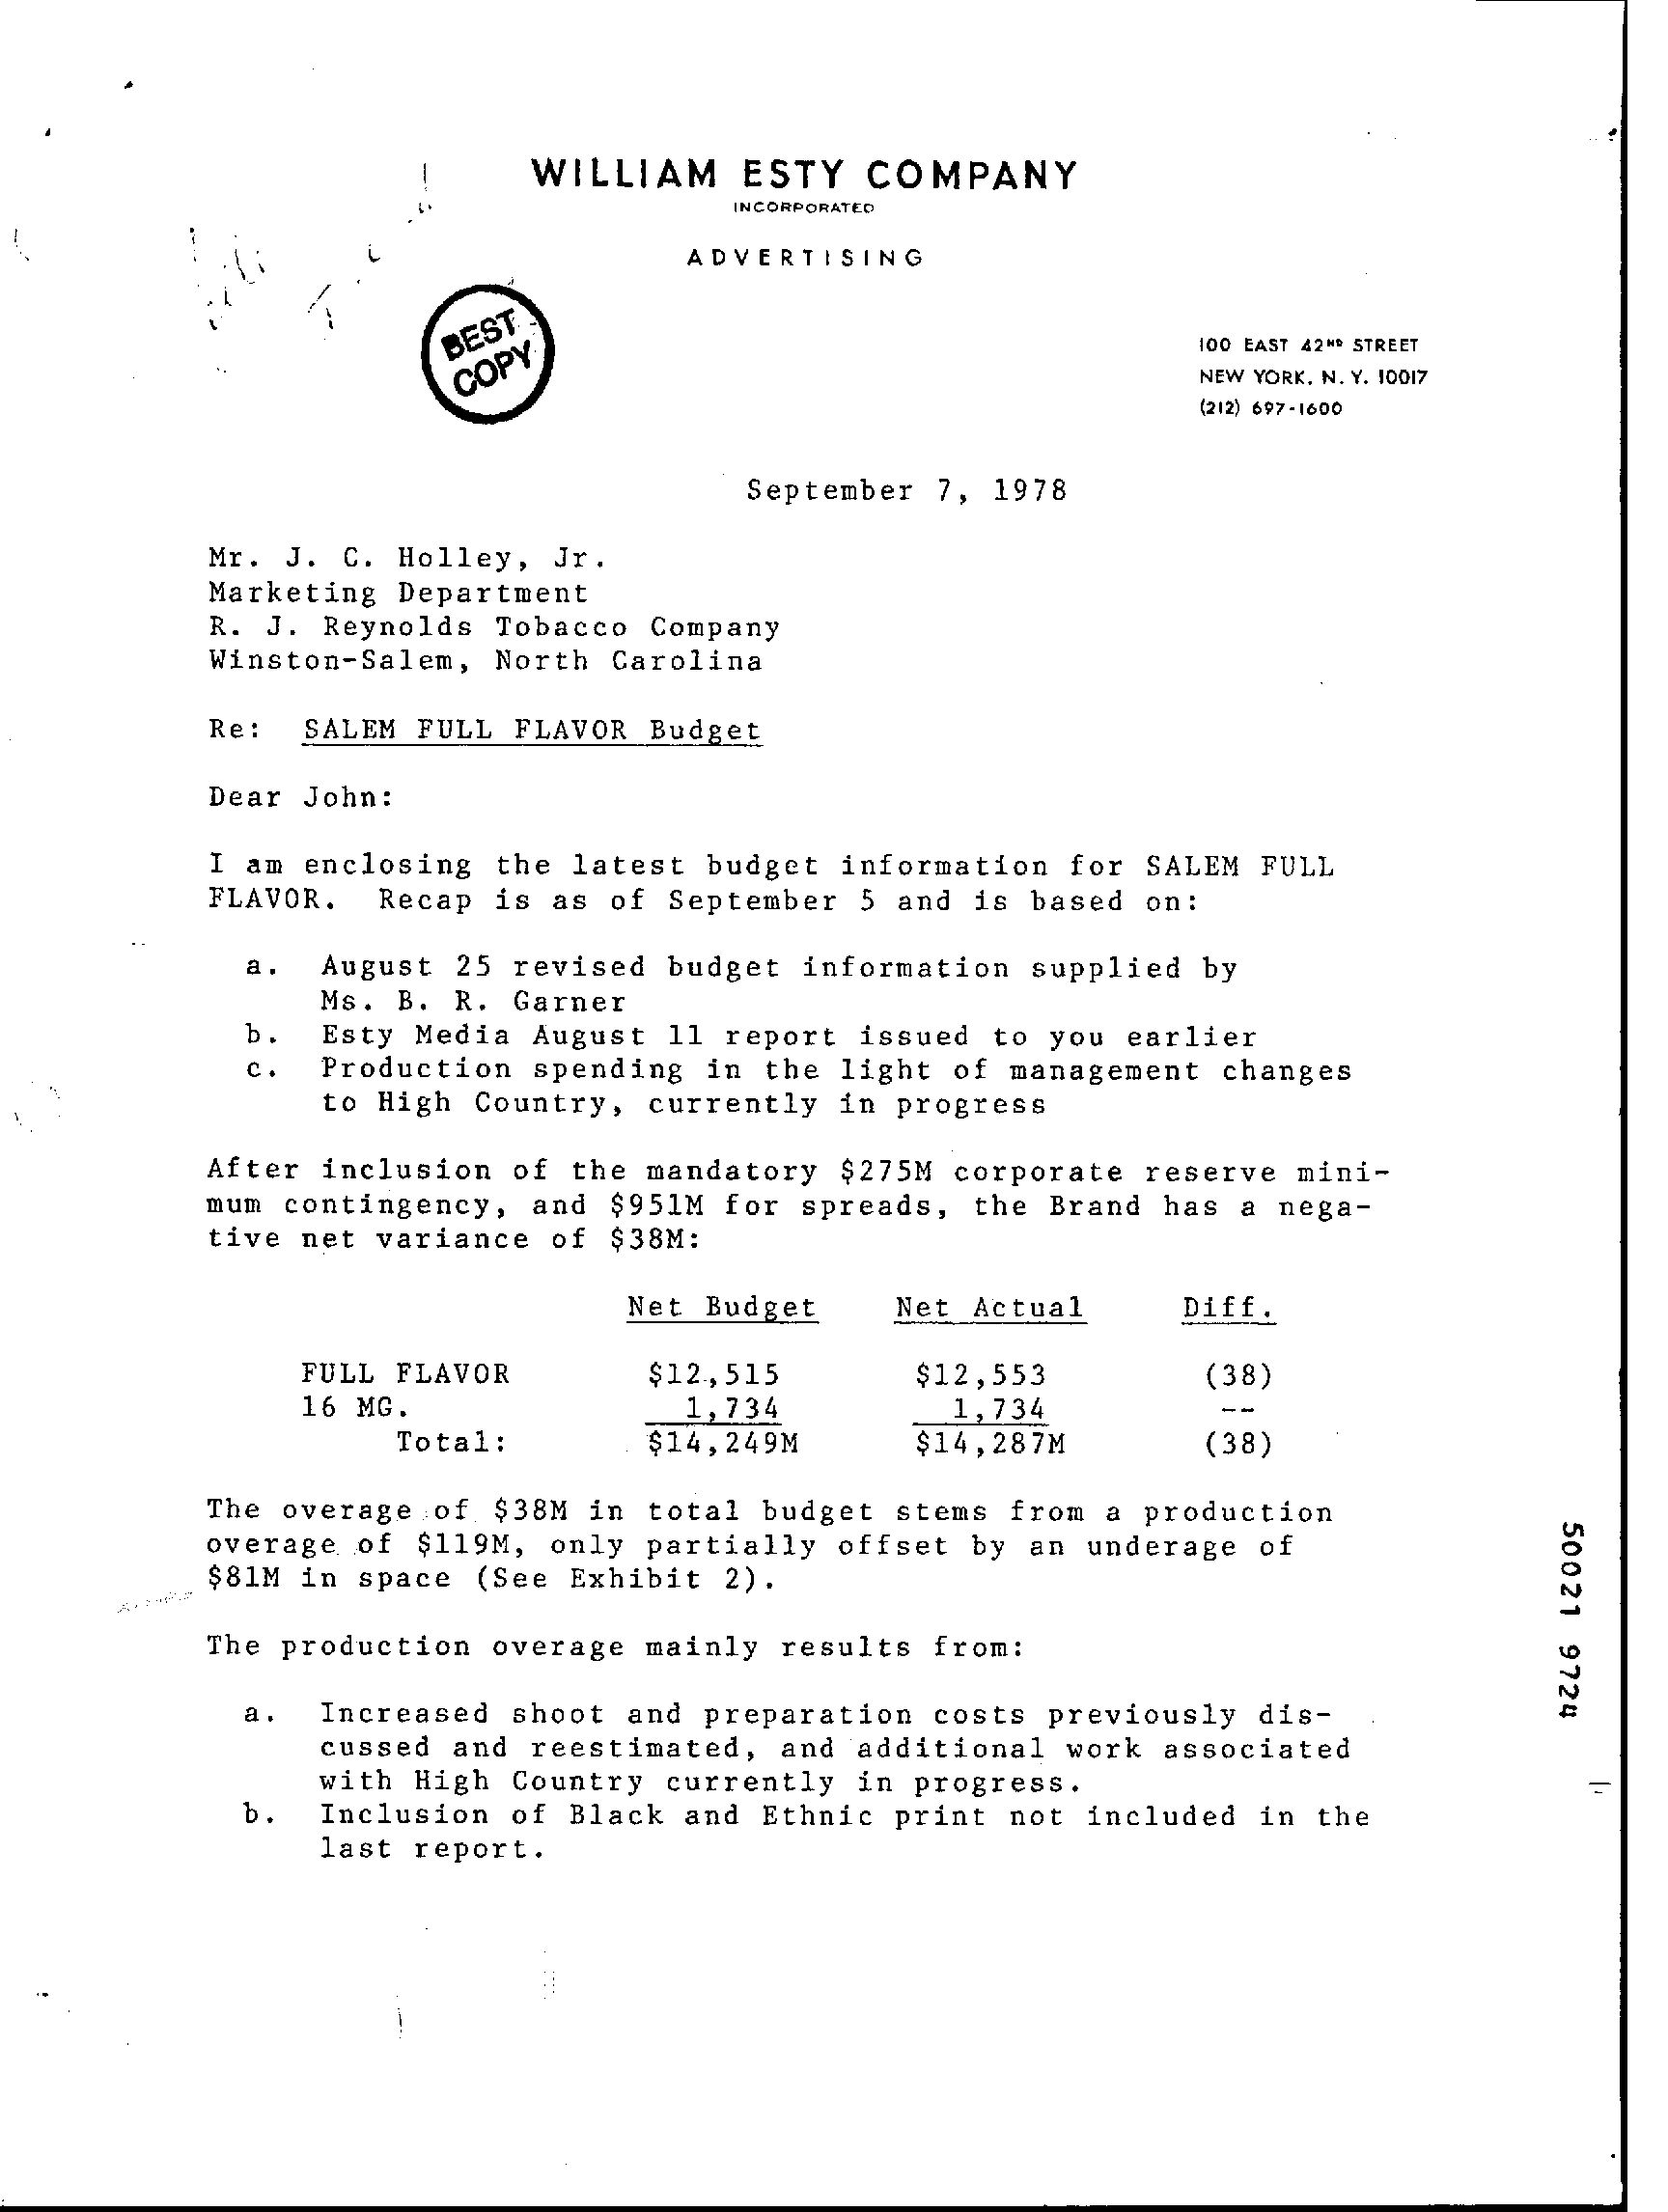 WILLIAM ESTY COMPANY
INCORPORATED
ADVERTISING
BEST
COPY
100 EAST 42ND STREET
NEW YORK, N. Y. 10017
(212) 697-1600
September 7, 1978
Mr. J. C. Holley, Jr.
Marketing Department
R. J. Reynolds Tobacco Company
Winston-Salem, North Carolina
Re: SALEM FULL FLAVOR Budget
Dear John:
I am enclosing the latest budget information for SALEM FULL
FLAVOR. Recap is as of September 5 and is based on:
a. August 25 revised budget information supplied by
Ms. B. R. Garner
b. Esty Media August 11 report issued to you earlier
c. Production spending in the light of management changes
to High Country, currently in progress
After inclusion of the mandatory $275M corporate reserve mini-
mum contingency, and $951M for spreads, the Brand has a nega-
tive net variance of $38M:
Net Budget Net Actual Diff.
FULL FLAVOR $12,515 $12,553 (38)
16 MG. 1,734 1,734 --
Total: $14,249M $14,287M (38)
The overage of $38M in total budget stems from a production
overage of $119M, only partially offset by an underage of
$81M in space (See Exhibit 2).
The production overage mainly results from:
a. Increased shoot and preparation costs previously dis-
cussed and reestimated, and additional work associated
with High Country currently in progress.
b. Inclusion of Black and Ethnic print not included in the
last report.
50021 9724